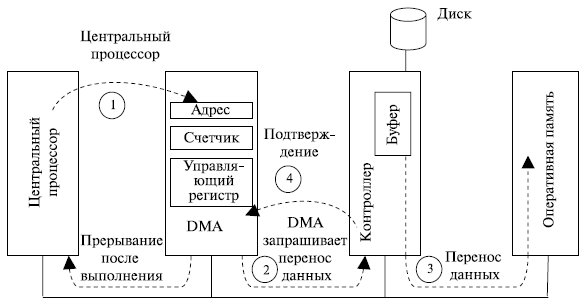 Диск
Центральный
процессор
1
Центральный
процессор
Адрес
Счетчик
Управля-
ющий
регистр
DMA
Подтверж-
дение
4
Контроллер
Буфер
Оперативная память
Прерывание
после
выполнения
2
DMA
запрашивает
перенос
данных
3
Перенос
данных